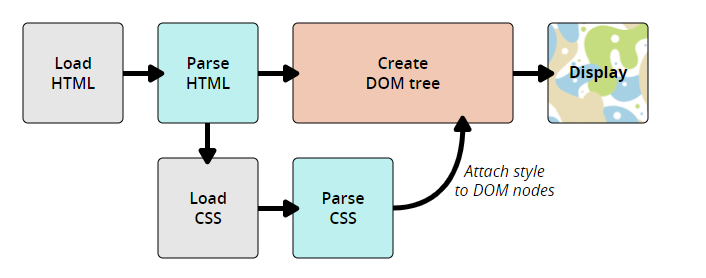 Load
HTML
Parse
HTML
Create
DOM tree
Display
Load
CSS
Parse
CSS
Attach style
to DOM nodes